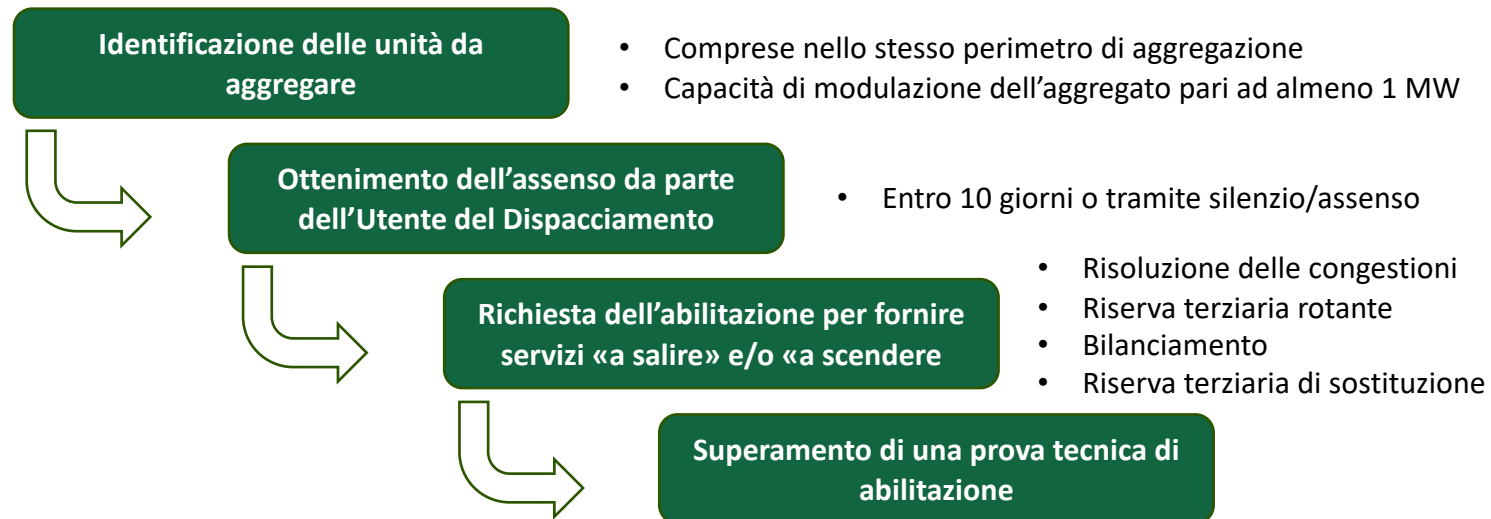 Identificazione delle unità da
aggregare
• Comprese nello stesso perimetro di aggregazione
• Capacità di modulazione dell’aggregato pari ad almeno 1 MW
Ottenimento dell’assenso da parte
dell’Utente del Dispacciamento
• Entro 10 giorni o tramite silenzio/assenso
Richiesta dell’abilitazione per fornire
servizi «a salire» e/o «a scendere
• Risoluzione delle congestioni
• Riserva terziaria rotante
• Bilanciamento
• Riserva terziaria di sostituzione
Superamento di una prova tecnica di
abilitazione